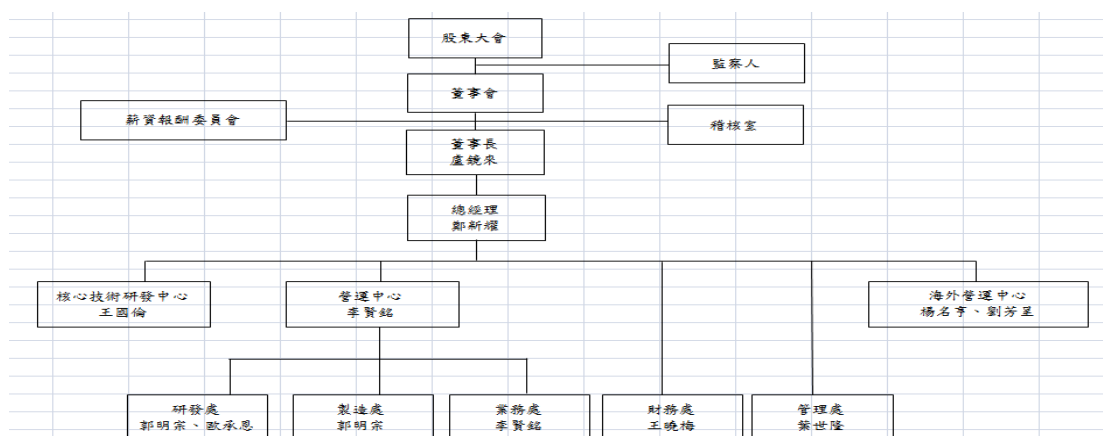 股東大會
監察人
董事會
薪資報酬委員會
稽核室
董事長
盧鏡來
總經理
鄭新耀
核心技術研發中心
王國倫
營運中心
李賢銘
海外營運中心
楊名亨、劉芳呈
研發處
郭明宗、歐承恩
製造處
郭明宗
業務處
李賢銘
財務處
王曉梅
管理處
葉世隆